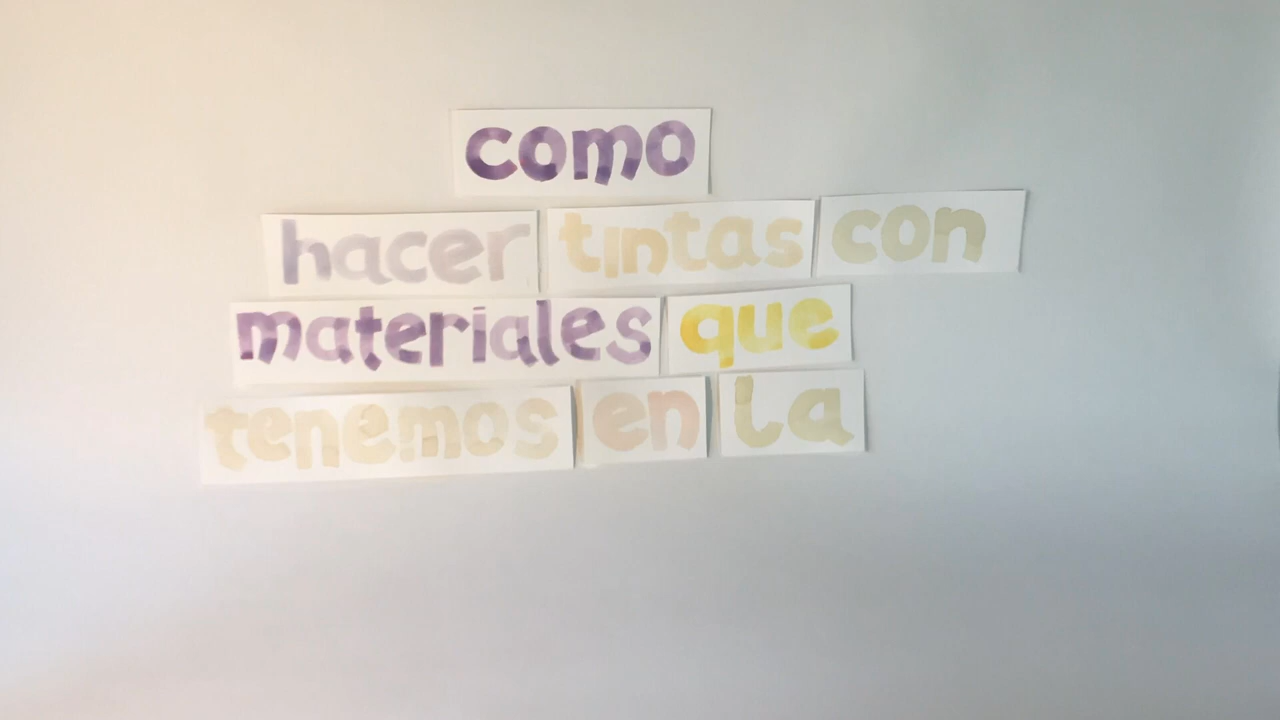 como
hacer tintas con
materiales que
tenemos en la